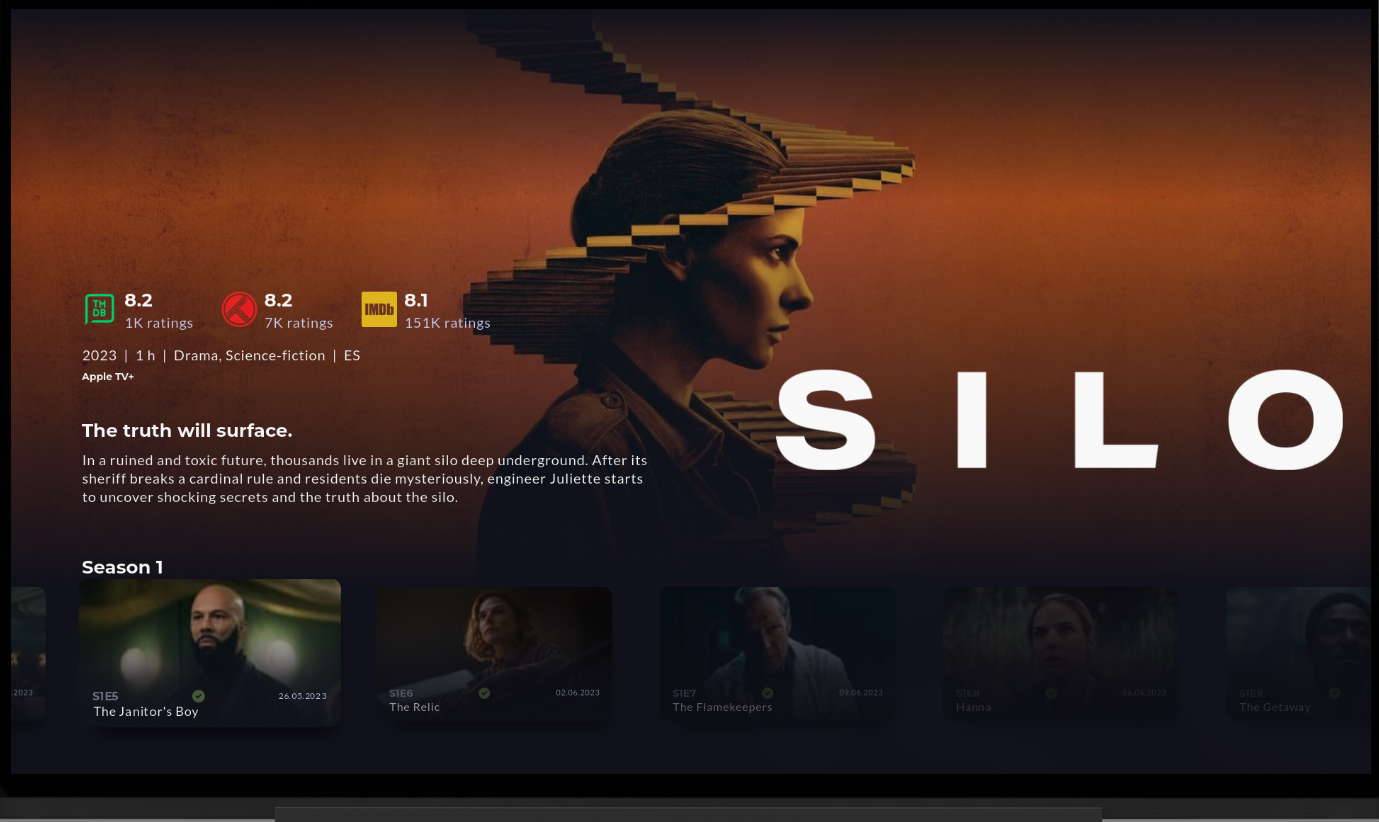 TMDB
8.2
1K ratings
8.2
7K ratings
IMDb
8.1
151K ratings
2023 | 1 h | Drama, Science-fiction | ES
Apple TV+
The truth will surface.
In a ruined and toxic future, thousands live in a giant silo deep underground. After its
sheriff breaks a cardinal rule and residents die mysteriously, engineer Juliette starts
to uncover shocking secrets and the truth about the silo.
SILO
Season 1
.2023
S1E5
26.05.2023
The Janitor's Boy
S1E6
02.06.2023
The Relic
S1E7
09.06.2023
The Flamekeepers
S1E8
16.06.2023
Hanna
S1E9
The Getaway